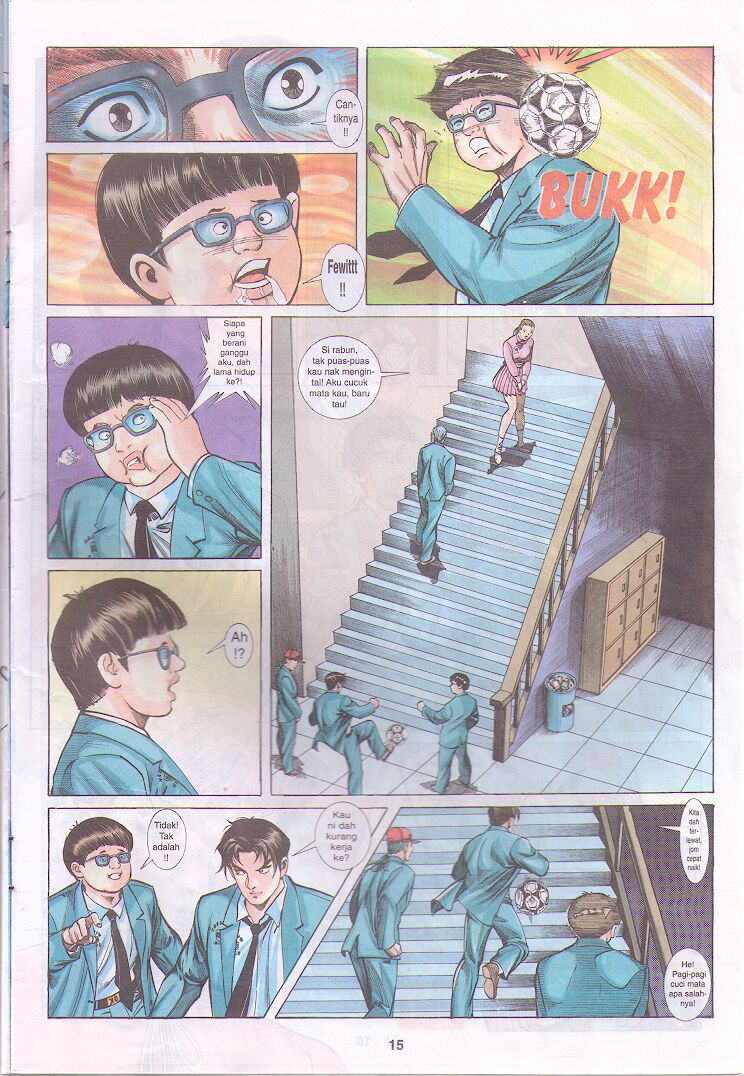 Can-
tiknya
!!
Fewittt
!!
BUKK!
Siapa
yang
berani
ganggu
aku, dah
lama hidup
ke?!
Si rabun,
tak puas-puas
kau nak mengin-
tai! Aku cucuk
mata kau, baru
tau!
Ah
!?
Tidak!
Tak
adalah
!!
Kau
ni dah
kurang
kerja
ke?
Kita
dah
ter-
lewat,
jom
cepat
naik!
He!
Pagi-pagi
cuci mata
apa salah-
nya!
15